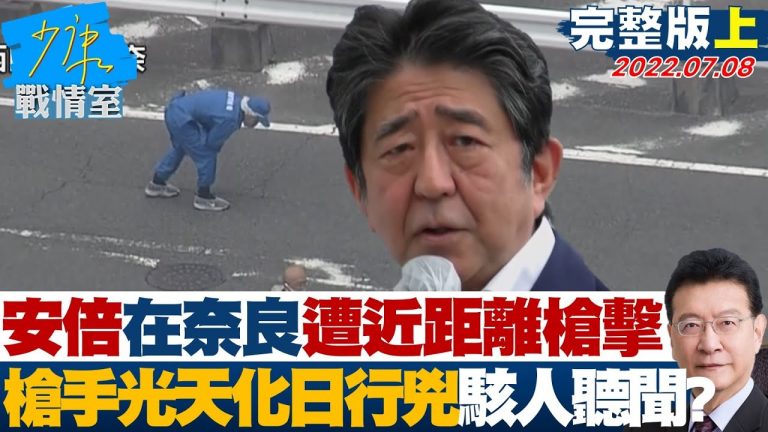 少康
戰情室
奈
完整版上
2022.07.08
安倍在奈良遭近距離槍擊
槍手光天化日行兇駭人聽聞?